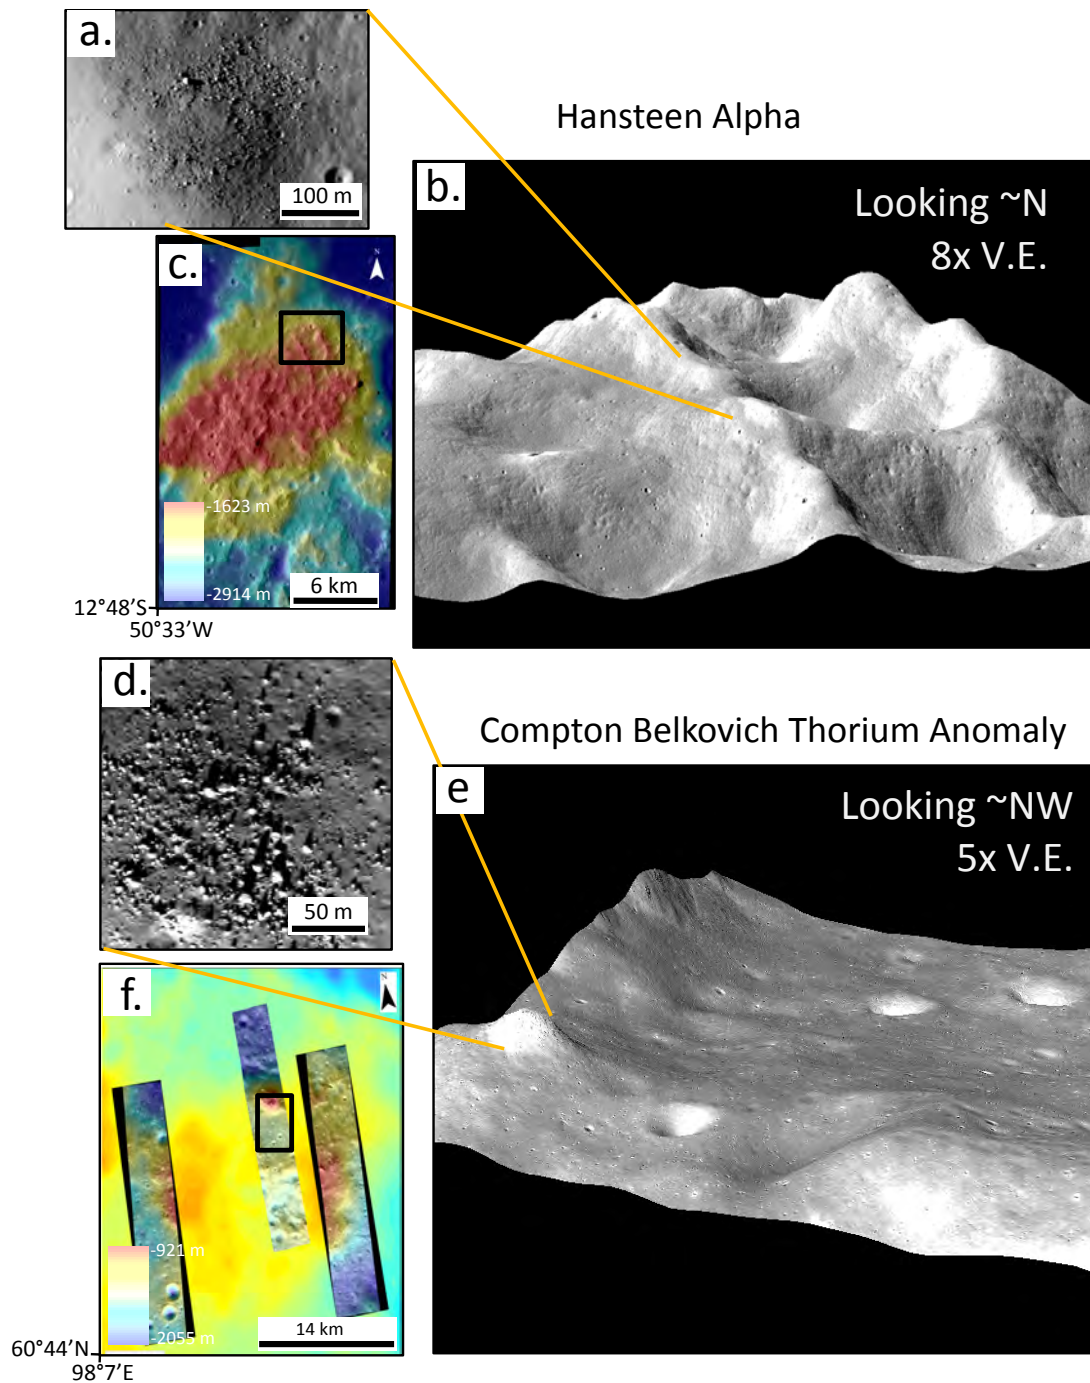 a.
100 m
Hansteen Alpha
b.
Looking ~N
8x V.E.
c.
N
-1623 m
-2914 m
6 km
12°48’S
50°33’W
d.
50 m
Compton Belkovich Thorium Anomaly
e
Looking ~NW
5x V.E.
f.
N
-921 m
-2055 m
14 km
60°44’N
98°7’E